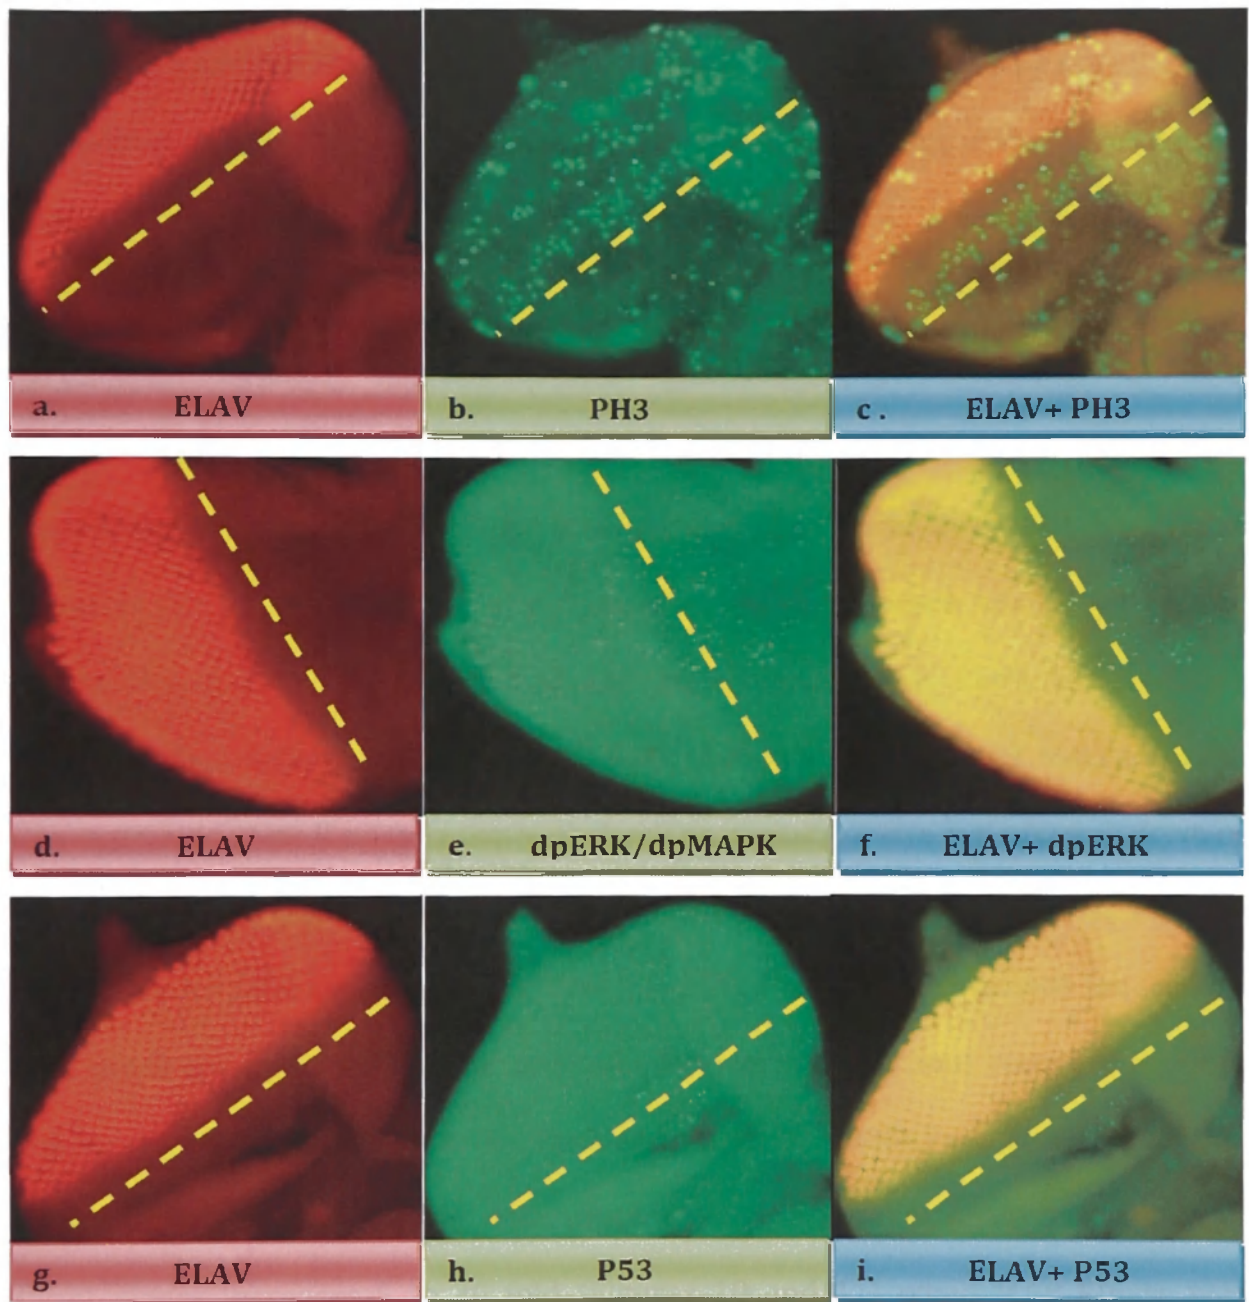 a. ELAV
b. PH3
c. ELAV+ PH3
d. ELAV
e. dpERK/dpMAPK
f. ELAV+ dpERK
g. ELAV
h. P53
i. ELAV+ P53